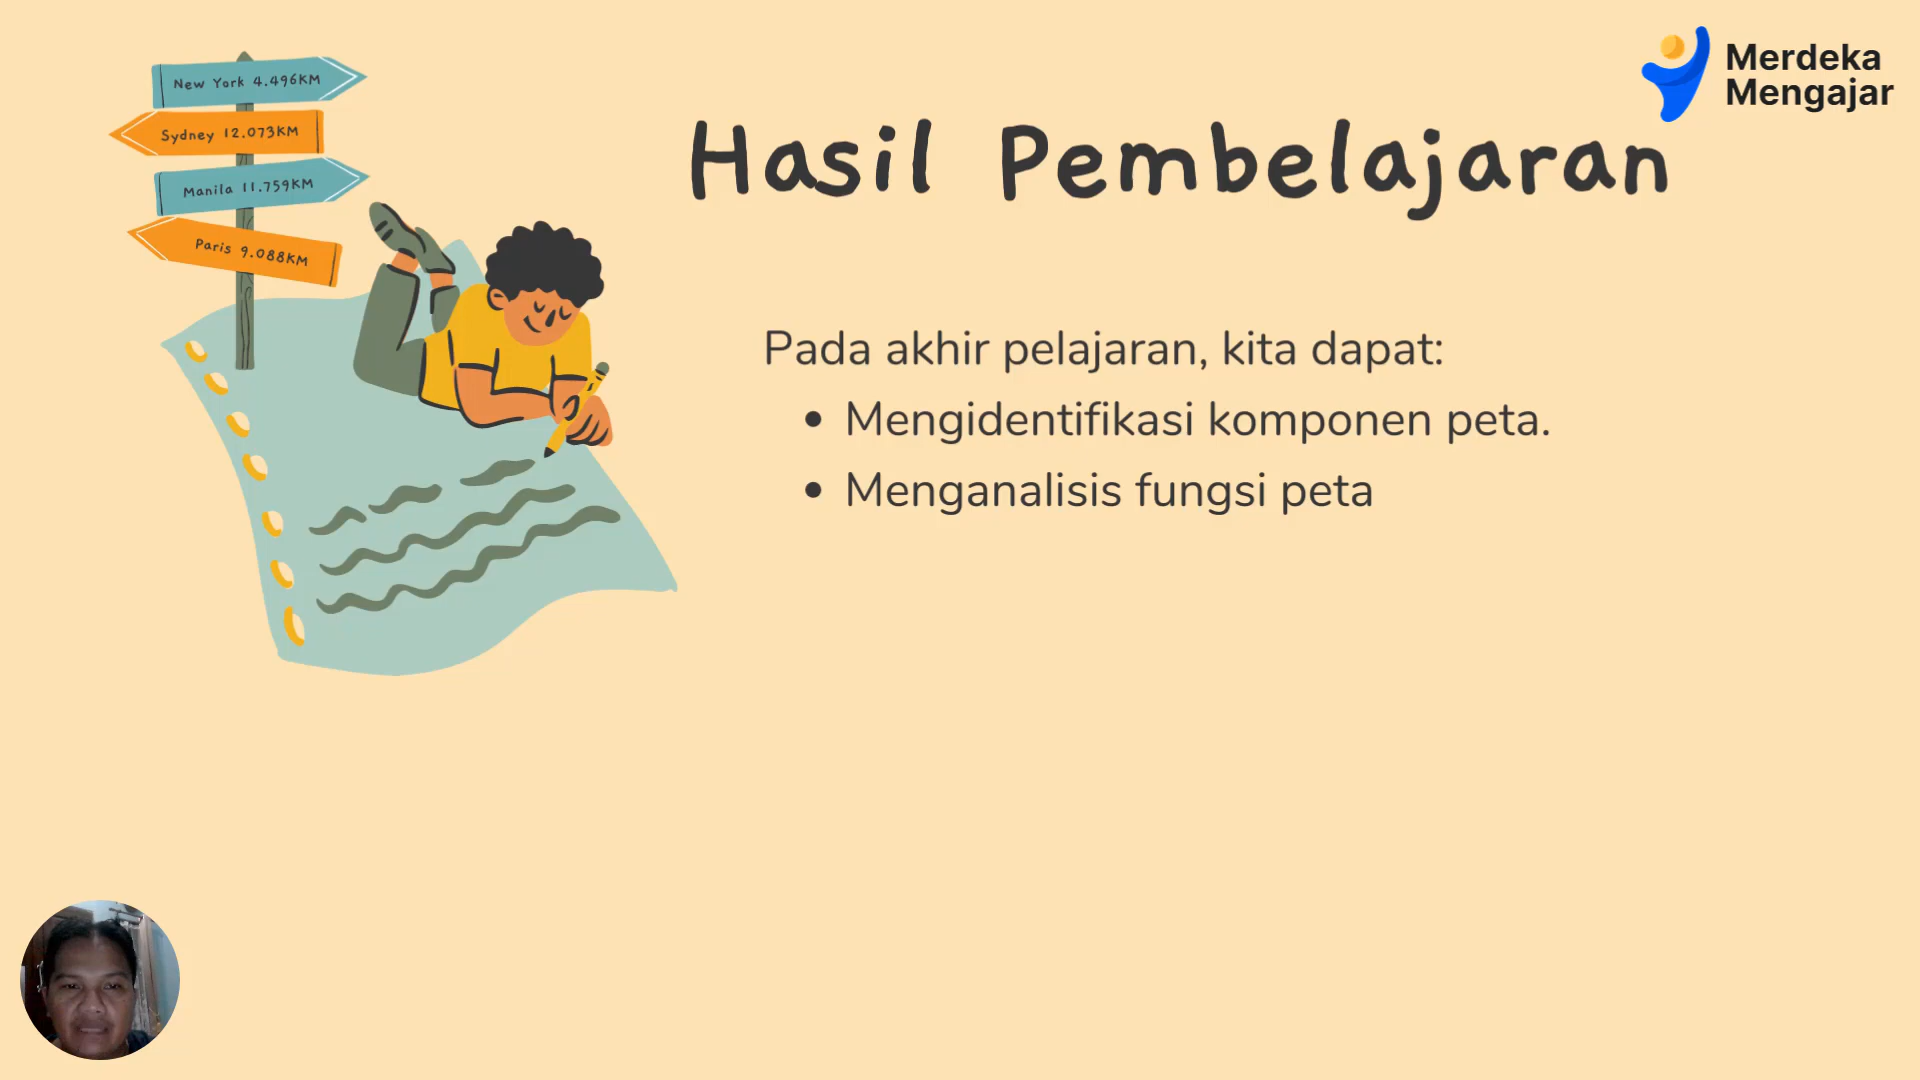 New York 4.496KM
Sydney 12.073KM
Manila 11.759KM
Paris 9.088KM
Merdeka
Mengajar
Hasil Pembelajaran
Pada akhir pelajaran, kita dapat:
• Mengidentifikasi komponen peta.
• Menganalisis fungsi peta